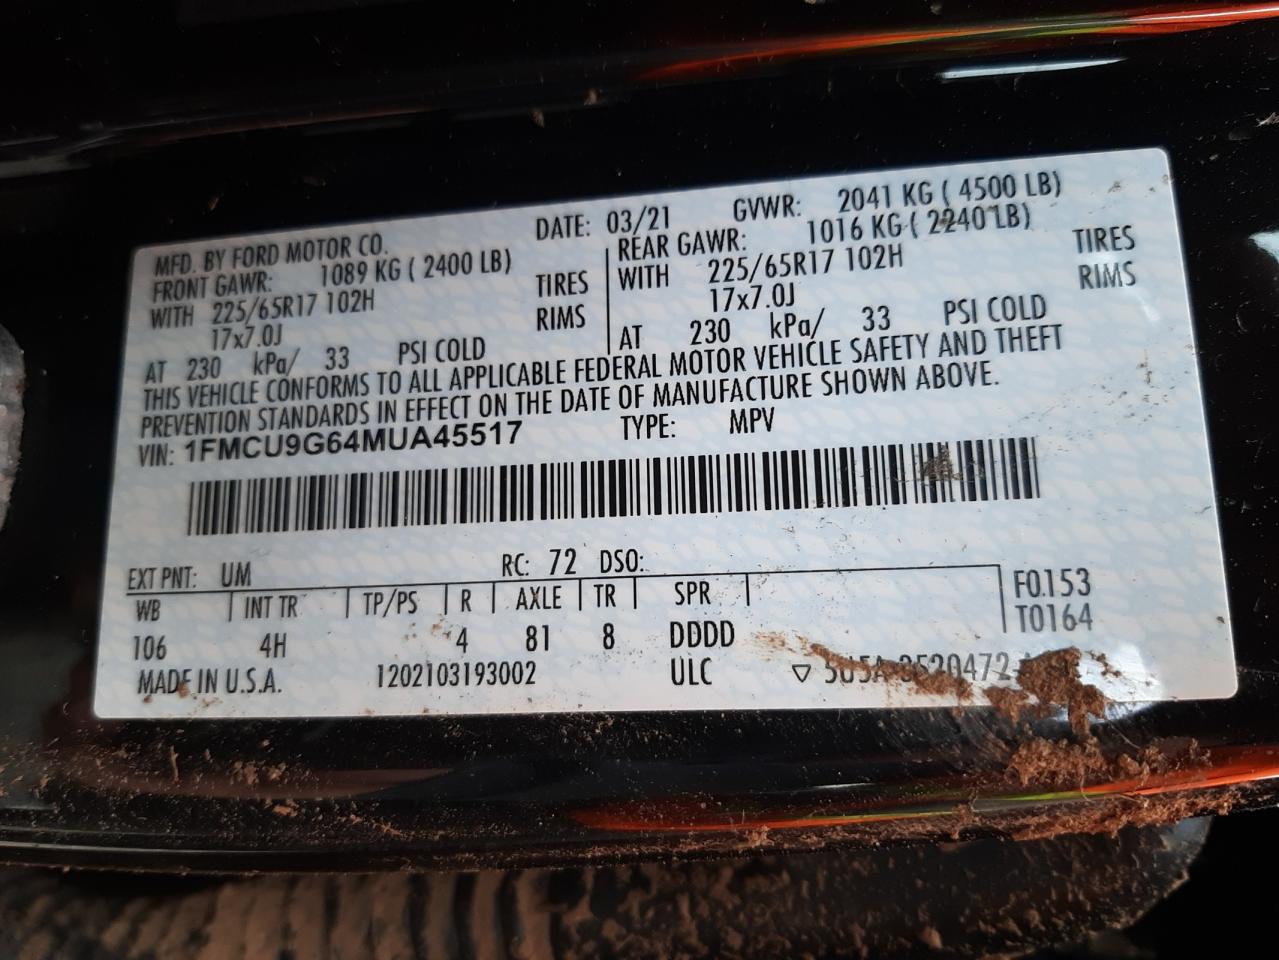 MFD. BY FORD MOTOR CO. DATE: 03/21 GVWR: 2041 KG ( 4500 LB)
FRONT GAWR: 1089 KG ( 2400 LB)
WITH 225/65R17 102H TIRES
17x7.0J RIMS
AT 230 kPa/ 33 PSI COLD
REAR GAWR: 1016 KG ( 2240 LB)
WITH 225/65R17 102H TIRES
17x7.0J RIMS
AT 230 kPa/ 33 PSI COLD
THIS VEHICLE CONFORMS TO ALL APPLICABLE FEDERAL MOTOR VEHICLE SAFETY AND THEFT
PREVENTION STANDARDS IN EFFECT ON THE DATE OF MANUFACTURE SHOWN ABOVE.
VIN: 1FMCU9G64MUA45517 TYPE: MPV
EXT PNT: UM RC: 72 DSO:
WB INT TR TP/PS R AXLE TR SPR F0153
106 4H 4 81 8 DDDD T0164
MADE IN U.S.A. 1202103193002 ULC